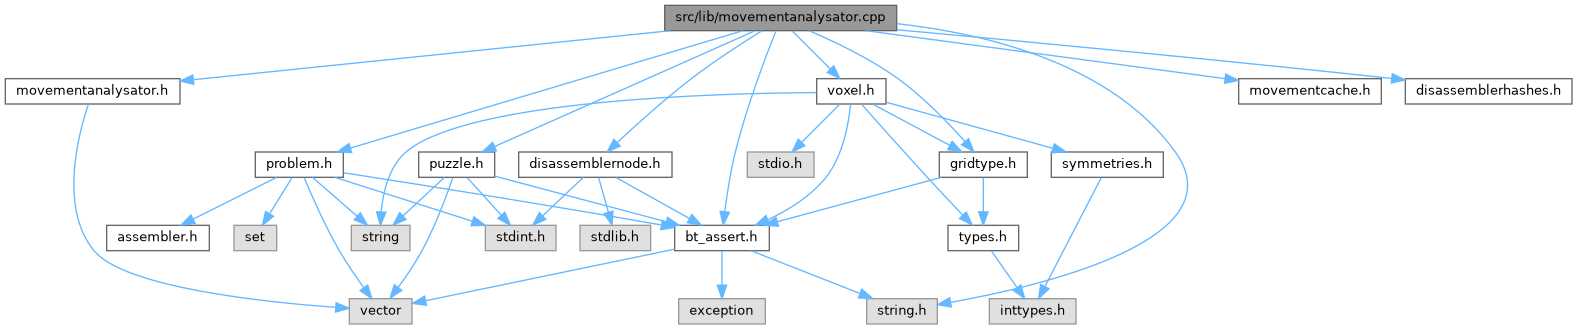 src/lib/movementanalysator.cpp
movementanalysator.h
voxel.h
movementcache.h
disassemblerhashes.h
problem.h
puzzle.h
disassemblernode.h
stdio.h
gridtype.h
symmetries.h
assembler.h
set
string
stdint.h
stdlib.h
bt_assert.h
types.h
vector
exception
string.h
inttypes.h